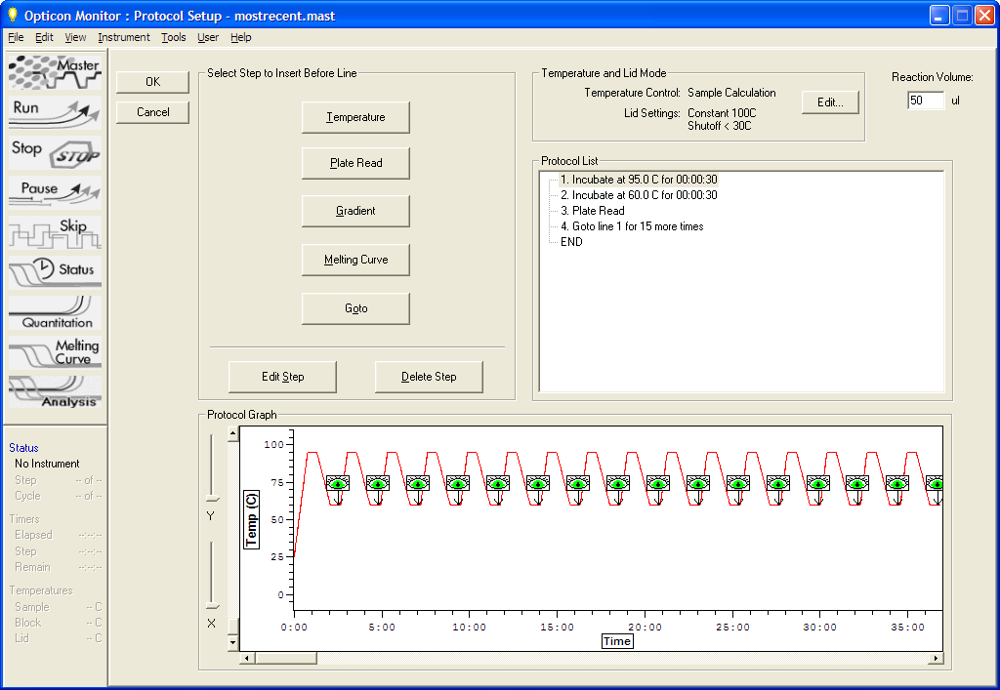 Opticon Monitor : Protocol Setup - mostrecent.mast
File Edit View Instrument Tools User Help
Master
Run
Stop
STOP
Pause
Skip
Status
Quantitation
Melting
Curve
Analysis
Status
No Instrument
Step -- of --
Cycle -- of --
Timers
Elapsed --:--:--
Step --:--:--
Remain --:--:--
Temperatures
Sample -- C
Block -- C
Lid -- C
OK
Cancel
Select Step to Insert Before Line
Temperature
Plate Read
Gradient
Melting Curve
Goto
Edit Step
Delete Step
Temperature and Lid Mode
Temperature Control: Sample Calculation
Lid Settings: Constant 100C
Shutoff < 30C
Edit...
Reaction Volume:
50 ul
Protocol List
1. Incubate at 95.0 C for 00:00:30
2. Incubate at 60.0 C for 00:00:30
3. Plate Read
4. Goto line 1 for 15 more times
END
Protocol Graph
Y
X
Temp (C)
100
75
50
25
0
0:00 5:00 10:00 15:00 20:00 25:00 30:00 35:00
Time